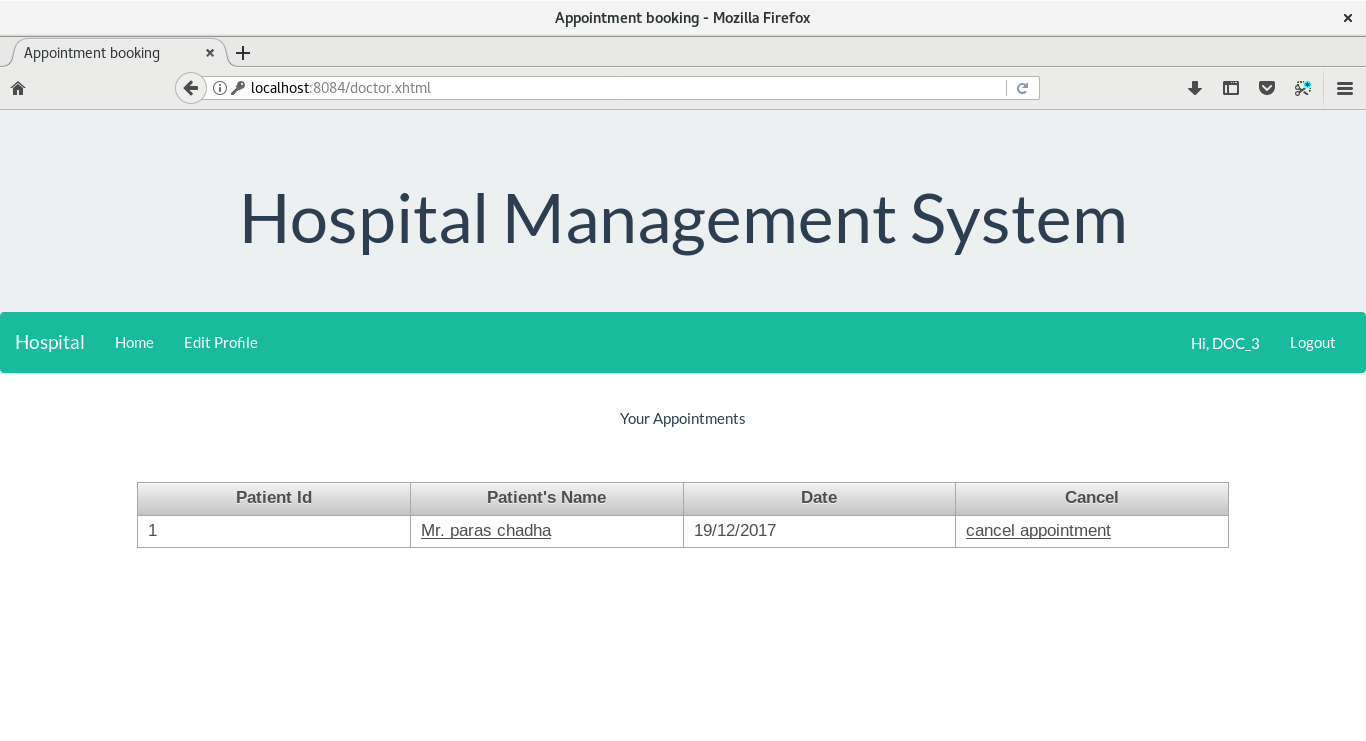 Appointment booking - Mozilla Firefox
Appointment booking
localhost:8084/doctor.xhtml
Hospital Management System
Hospital Home Edit Profile Hi, DOC_3 Logout
Your Appointments
Patient Id Patient's Name Date Cancel
1 Mr. paras chadha 19/12/2017 cancel appointment